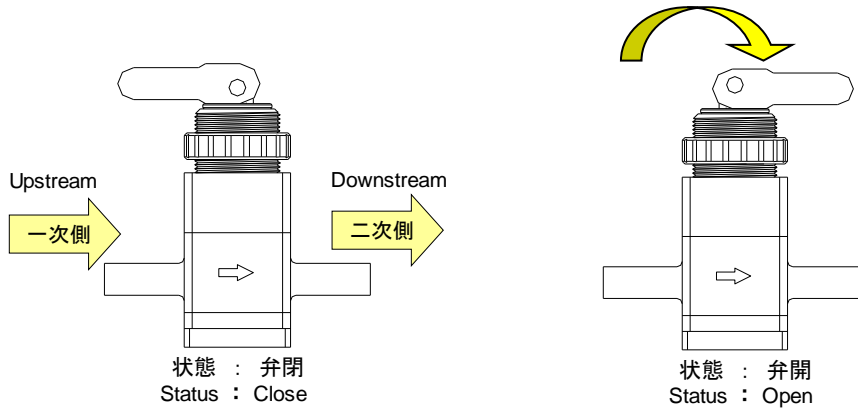 Upstream
一次側
Downstream
二次側
状態 : 弁閉
Status : Close
状態 : 弁開
Status : Open